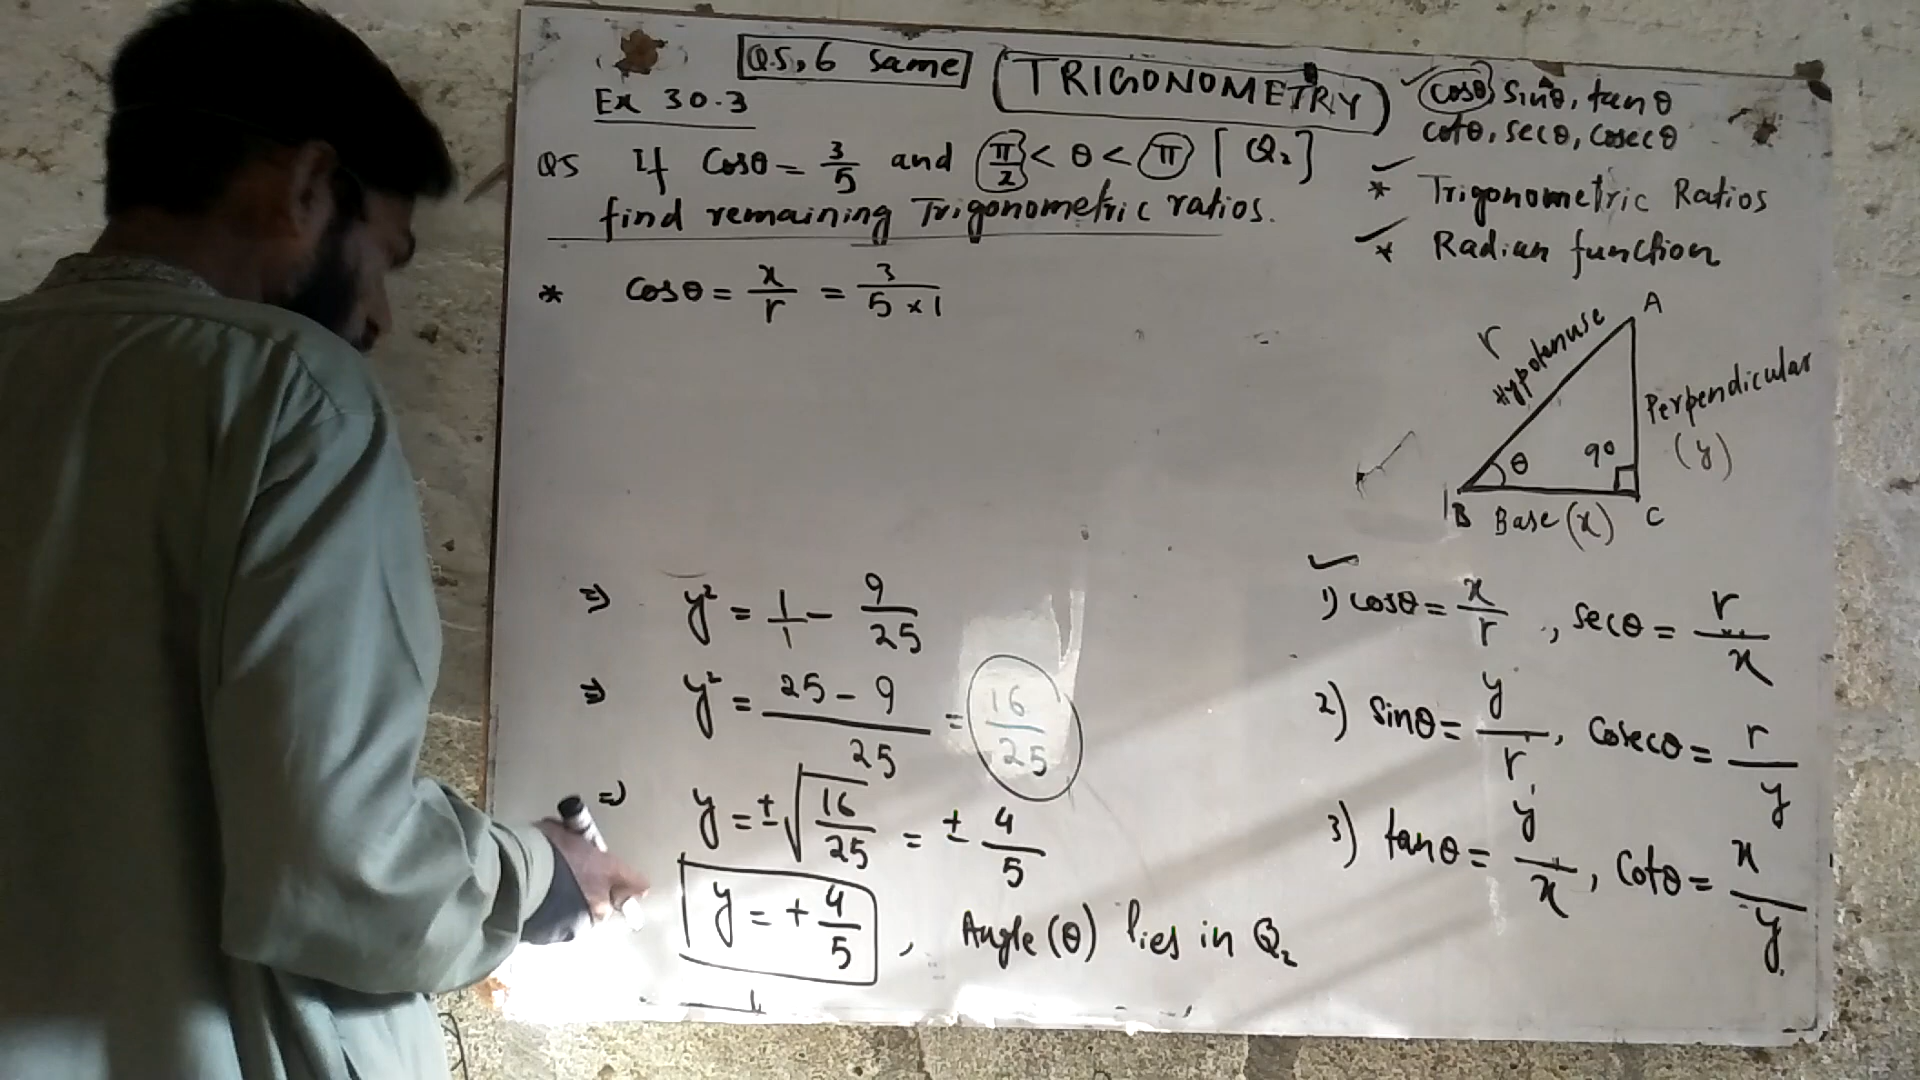 Q.5, 6 Same
TRIGONOMETRY
Ex 30.3
Q5 If Cosθ = 3/5 and π/2 < θ < π [Q₂]
find remaining Trigonometric ratios.
* Cosθ = x/r = 3/5 × 1
⇒ y² = 1/1 - 9/25
⇒ y² = 25 - 9/25 = 16/25
⇒ y = ±√16/25 = ± 4/5
y = + 4/5, Angle (θ) lies in Q₂
cosθ, Sinθ, tanθ
cotθ, secθ, Cosecθ
* Trigonometric Ratios
* Radian function
A
r
Hypotenuse
Perpendicular
(y)
θ
90
B Base (x) C
1) cosθ = x/r, secθ = r/x
2) Sinθ = y/r, Cosecθ = r/y
3) tanθ = y/x, Cotθ = x/y